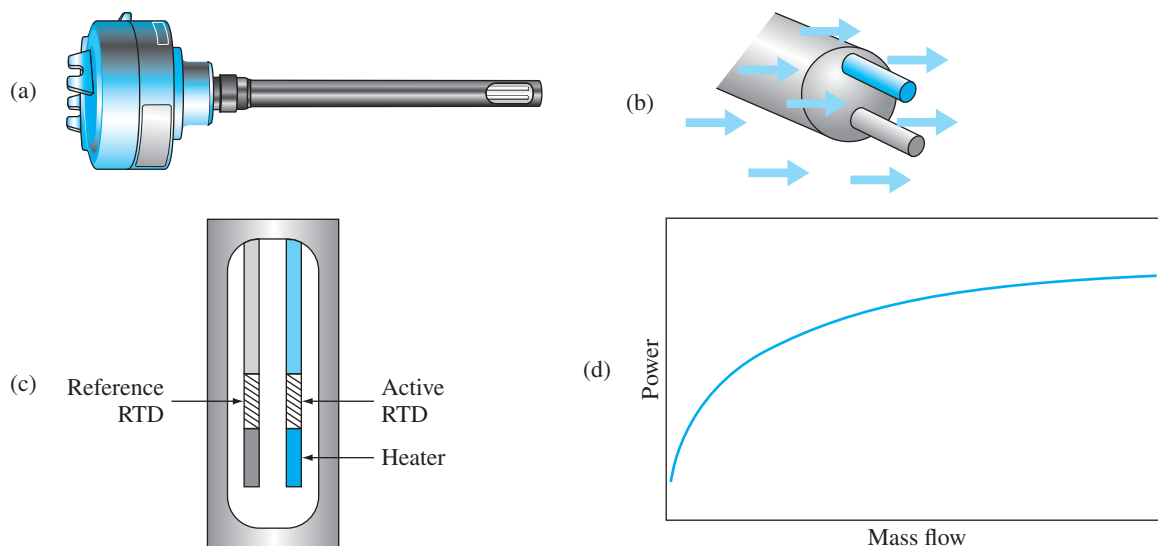 (a)
(b)
(c)
Reference
RTD
Active
RTD
Heater
(d)
Power
Mass flow